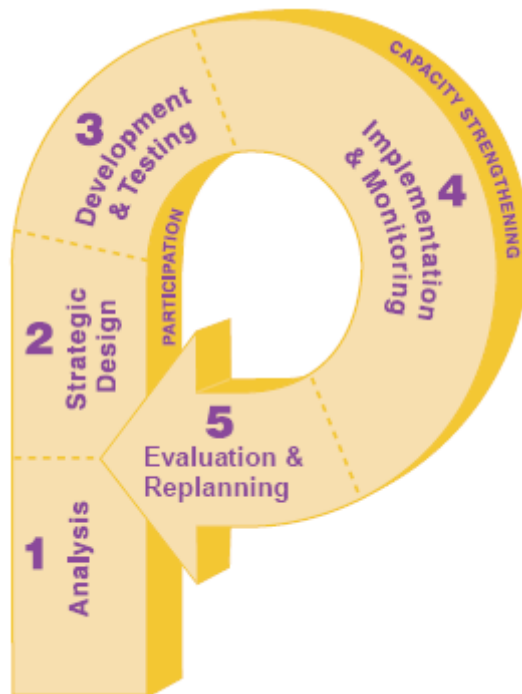 1
Analysis
2
Strategic
Design
3
Development
& Testing
4
Implementation
& Monitoring
5
Evaluation &
Replanning
PARTICIPATION
CAPACITY STRENGTHENING